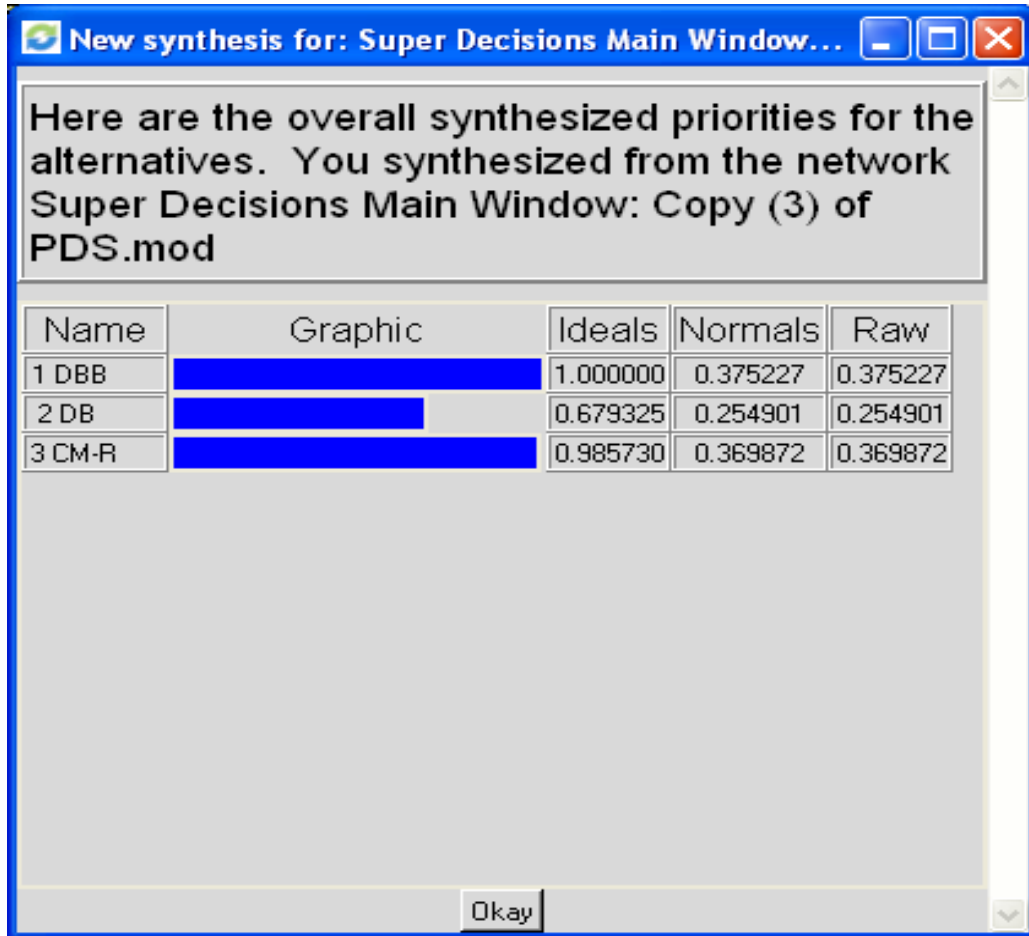 New synthesis for: Super Decisions Main Window...
Here are the overall synthesized priorities for the
alternatives. You synthesized from the network
Super Decisions Main Window: Copy (3) of
PDS.mod
Name Graphic Ideals Normals Raw
1 DBB 1.000000 0.375227 0.375227
2 DB 0.679325 0.254901 0.254901
3 CM-R 0.985730 0.369872 0.369872
Okay